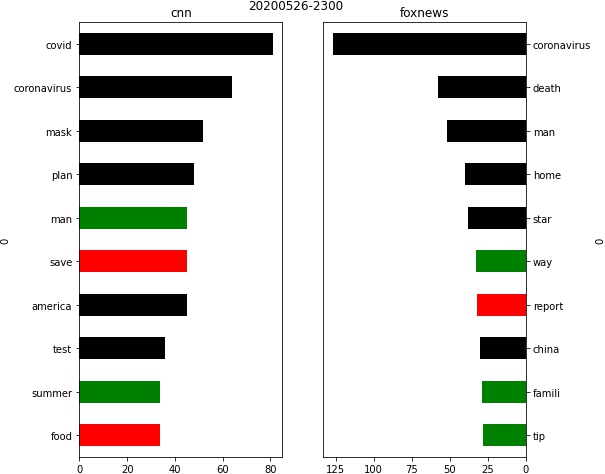 20200526-2300
cnn
foxnews
covid
coronavirus
mask
plan
man
save
america
test
summer
food
0
0 20 40 60 80
coronavirus
death
man
home
star
way
report
china
famili
tip
0
125 100 75 50 25 0